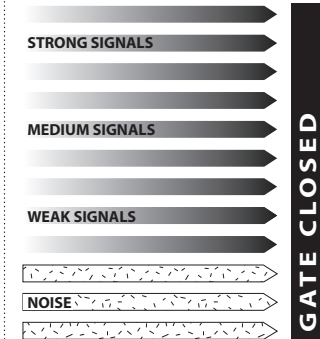 STRONG SIGNALS
MEDIUM SIGNALS
WEAK SIGNALS
NOISE
GATE CLOSED